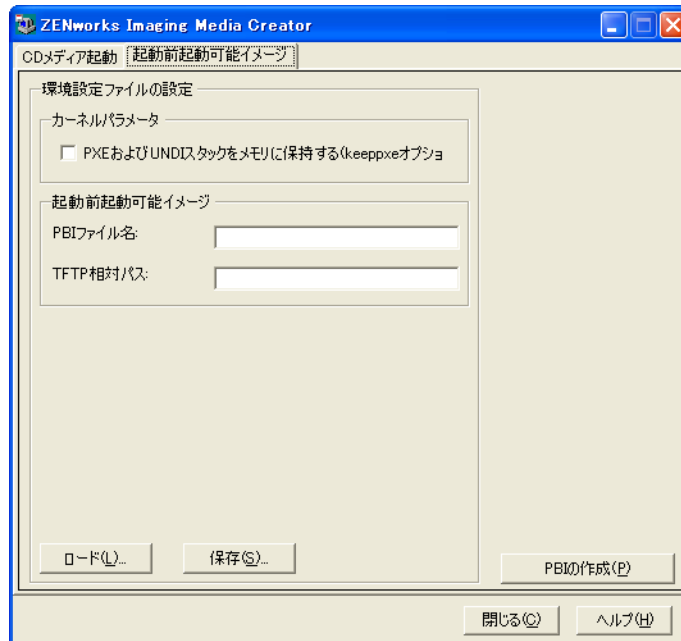 ZENworks Imaging Media Creator
CDメディア起動 起動前起動可能イメージ
環境設定ファイルの設定
カーネルパラメータ
PXEおよびUNDIスタックをメモリに保持する(keeppxeオプショ
起動前起動可能イメージ
PBIファイル名:
TFTP相対パス:
ロード(L)... 保存(S)...
PBIの作成(P)
閉じる(C) ヘルプ(H)